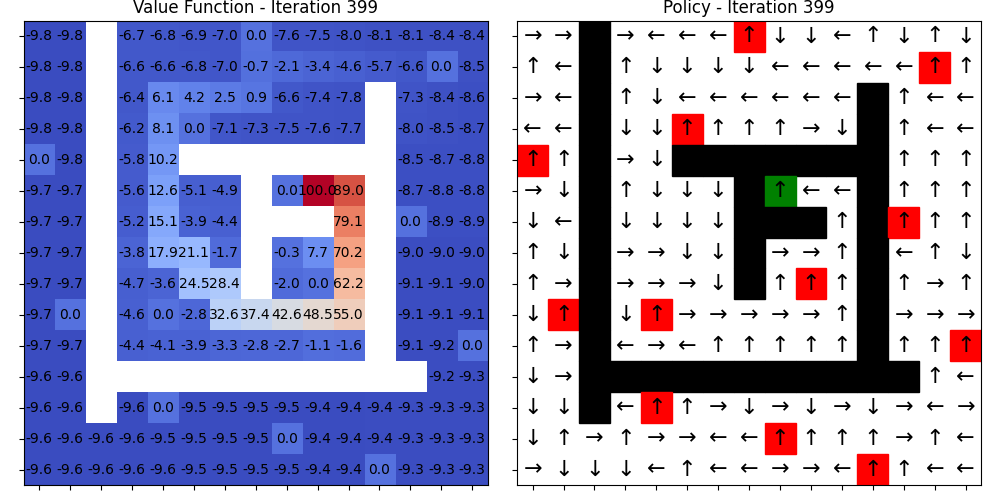 Value Function - Iteration 399
-9.8 -9.8 -6.7 -6.8 -6.9 -7.0 0.0 -7.6 -7.5 -8.0 -8.1 -8.1 -8.4 -8.4
-9.8 -9.8 -6.6 -6.6 -6.8 -7.0 -0.7 -2.1 -3.4 -4.6 -5.7 -6.6 0.0 -8.5
-9.8 -9.8 -6.4 6.1 4.2 2.5 0.9 -6.6 -7.4 -7.8 -7.3 -8.4 -8.6
-9.8 -9.8 -6.2 8.1 0.0 -7.1 -7.3 -7.5 -7.6 -7.7 -8.0 -8.5 -8.7
0.0 -9.8 -5.8 10.2 -8.5 -8.7 -8.8
-9.7 -9.7 -5.6 12.6 -5.1 -4.9 0.0 100.0 89.0 -8.7 -8.8 -8.8
-9.7 -9.7 -5.2 15.1 -3.9 -4.4 79.1 0.0 -8.9 -8.9
-9.7 -9.7 -3.8 17.9 21.1 -1.7 -0.3 7.7 70.2 -9.0 -9.0 -9.0
-9.7 -9.7 -4.7 -3.6 24.5 28.4 -2.0 0.0 62.2 -9.1 -9.1 -9.0
-9.7 0.0 -4.6 0.0 -2.8 32.6 37.4 42.6 48.5 55.0 -9.1 -9.1 -9.1
-9.7 -9.7 -4.4 -4.1 -3.9 -3.3 -2.8 -2.7 -1.1 -1.6 -9.1 -9.2 0.0
-9.6 -9.6 -9.2 -9.3
-9.6 -9.6 -9.6 0.0 -9.5 -9.5 -9.5 -9.5 -9.4 -9.4 -9.4 -9.3 -9.3 -9.3
-9.6 -9.6 -9.6 -9.6 -9.5 -9.5 -9.5 -9.5 0.0 -9.4 -9.4 -9.4 -9.3 -9.3 -9.3
-9.6 -9.6 -9.6 -9.6 -9.5 -9.5 -9.5 -9.5 -9.5 -9.4 -9.4 0.0 -9.3 -9.3 -9.3
Policy - Iteration 399